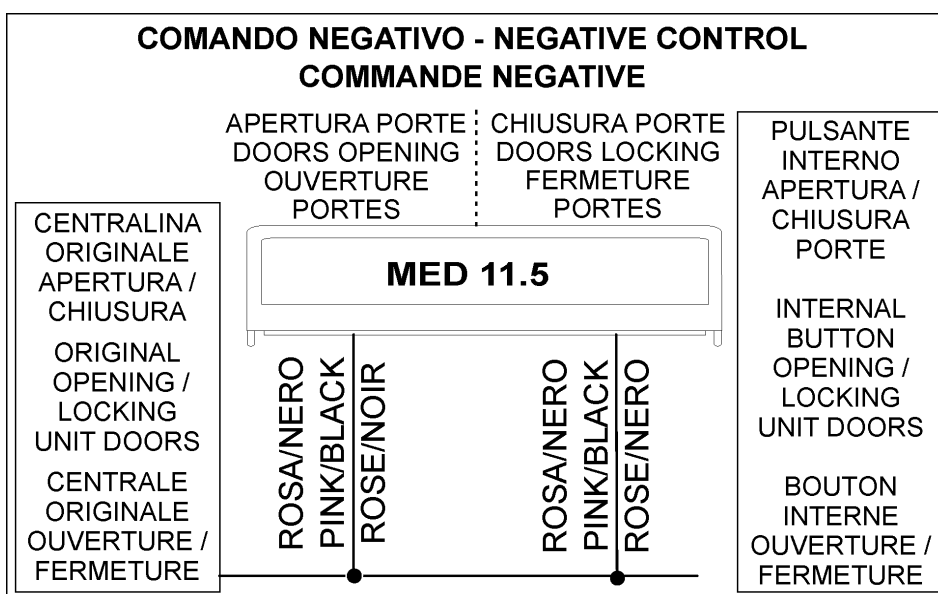 COMANDO NEGATIVO - NEGATIVE CONTROL
COMMANDE NEGATIVE
APERTURA PORTE
DOORS OPENING
OUVERTURE
PORTES
CHIUSURA PORTE
DOORS LOCKING
FERMETURE
PORTES
CENTRALINA
ORIGINALE
APERTURA /
CHIUSURA
ORIGINAL
OPENING /
LOCKING
UNIT DOORS
CENTRALE
ORIGINALE
OUVERTURE /
FERMETURE
MED 11.5
ROSA/NERO
PINK/BLACK
ROSE/NOIR
ROSA/NERO
PINK/BLACK
ROSE/NERO
PULSANTE
INTERNO
APERTURA /
CHIUSURA
PORTE
INTERNAL
BUTTON
OPENING /
LOCKING
UNIT DOORS
BOUTON
INTERNE
OUVERTURE /
FERMETURE